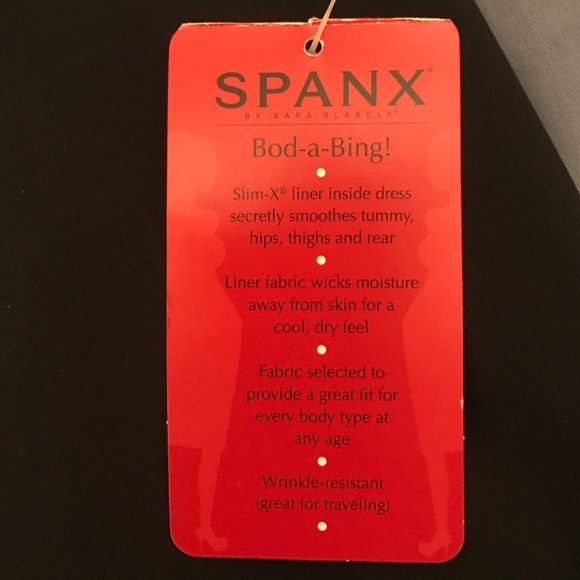 SPANX®
BY SARA BLAKELY®
Bod-a-Bing!
Slim-X® liner inside dress
secretly smoothes tummy,
hips, thighs and rear
Liner fabric wicks moisture
away from skin for a
cool, dry feel
Fabric selected to
provide a great fit for
every body type at
any age
Wrinkle-resistant
(great for traveling)